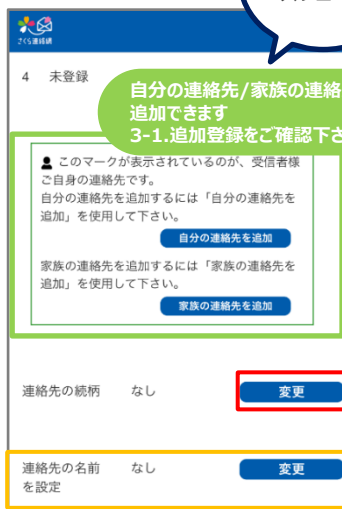 さくら連絡網
4 未登録
自分の連絡先/家族の連絡
追加できます
3-1.追加登録をご確認下さ
このマークが表示されているのが、受信者様
ご自身の連絡先です。
自分の連絡先を追加するには「自分の連絡先を
追加」を使用して下さい。
自分の連絡先を追加
家族の連絡先を追加するには「家族の連絡先を
追加」を使用して下さい。
家族の連絡先を追加
連絡先の続柄 なし 変更
連絡先の名前 なし 変更
を設定